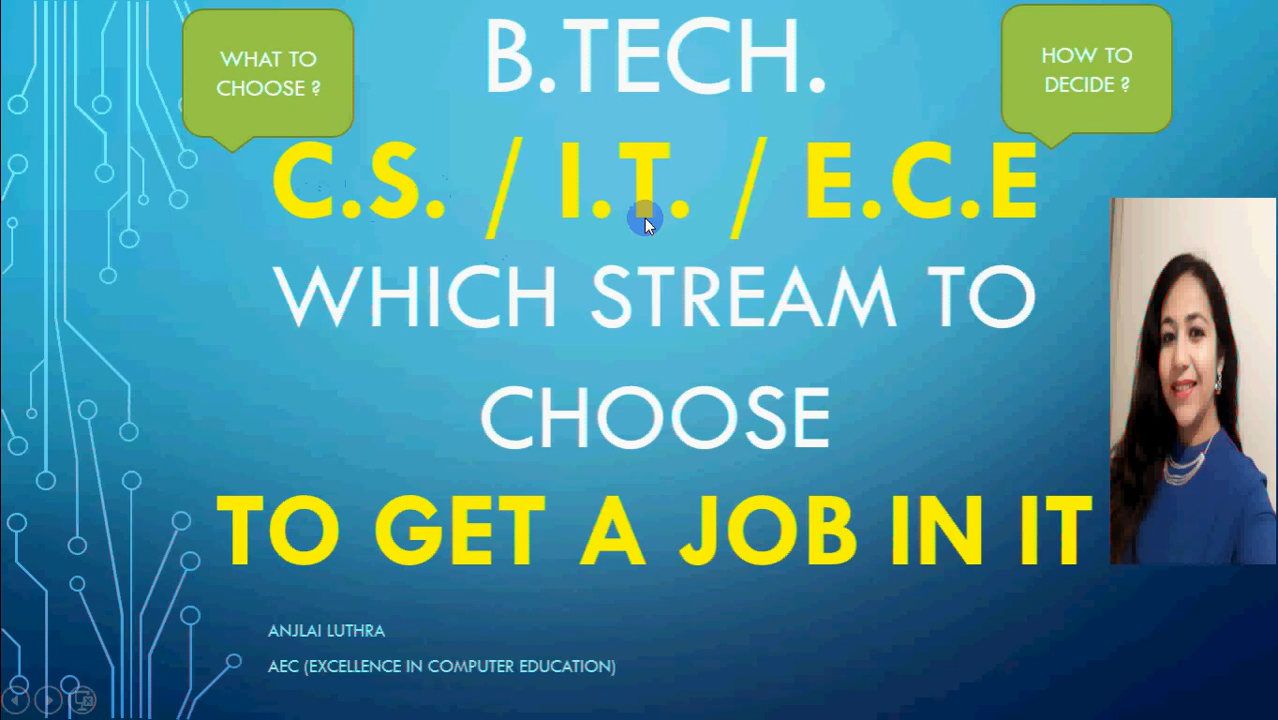 WHAT TO
CHOOSE ?
HOW TO
DECIDE ?
B.TECH.
C.S. / I.T. / E.C.E
WHICH STREAM TO
CHOOSE
TO GET A JOB IN IT
ANJLAI LUTHRA
AEC (EXCELLENCE IN COMPUTER EDUCATION)